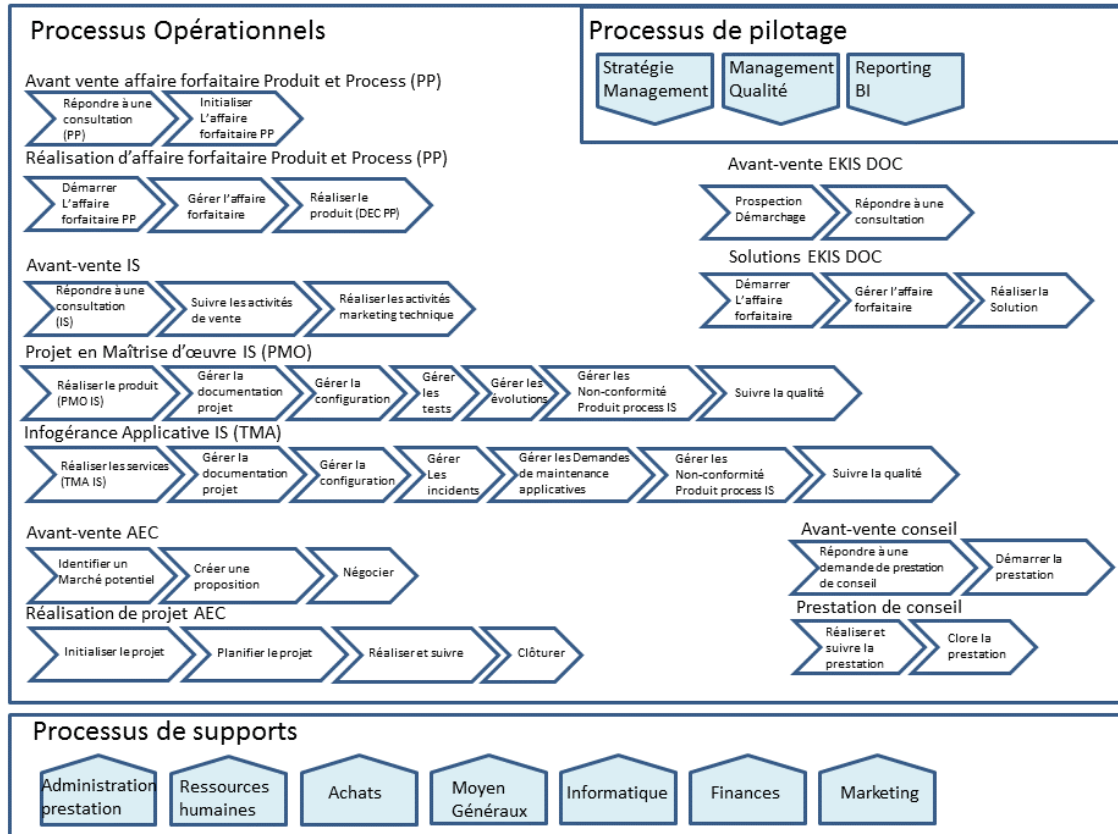 Processus Opérationnels
Processus de pilotage
Stratégie
Management
Management
Qualité
Reporting
BI
Avant vente affaire forfaitaire Produit et Process (PP)
Répondre à une
consultation
(PP)
Initialiser
L'affaire
forfaitaire PP
Réalisation d'affaire forfaitaire Produit et Process (PP)
Démarrer
L'affaire
forfaitaire PP
Gérer l'affaire
forfaitaire
Réaliser le
produit (DEC PP)
Avant-vente EKIS DOC
Prospection
Démarchage
Répondre à une
consultation
Avant-vente IS
Répondre à une
consultation
(IS)
Suivre les activités
de vente
Réaliser les activités
marketing technique
Solutions EKIS DOC
Démarrer
L'affaire
forfaitaire
Gérer l'affaire
forfaitaire
Réaliser la
Solution
Projet en Maîtrise d'œuvre IS (PMO)
Réaliser le produit
(PMO IS)
Gérer la
documentation
projet
Gérer la
configuration
Gérer
les
tests
Gérer les
évolutions
Gérer les
Non-conformité
Produit process IS
Suivre la qualité
Infogérance Applicative IS (TMA)
Réaliser les services
(TMA IS)
Gérer la
documentation
projet
Gérer la
configuration
Gérer
Les
incidents
Gérer les Demandes
de maintenance
applicatives
Gérer les
Non-conformité
Produit process IS
Suivre la qualité
Avant-vente AEC
Identifier un
Marché potentiel
Créer une
proposition
Négocier
Avant-vente conseil
Répondre à une
demande de prestation
de conseil
Démarrer la
prestation
Réalisation de projet AEC
Initialiser le projet
Planifier le projet
Réaliser et suivre
Clôturer
Prestation de conseil
Réaliser et
suivre la
prestation
Clore la
prestation
Processus de supports
Administration
prestation
Ressources
humaines
Achats
Moyen
Généraux
Informatique
Finances
Marketing